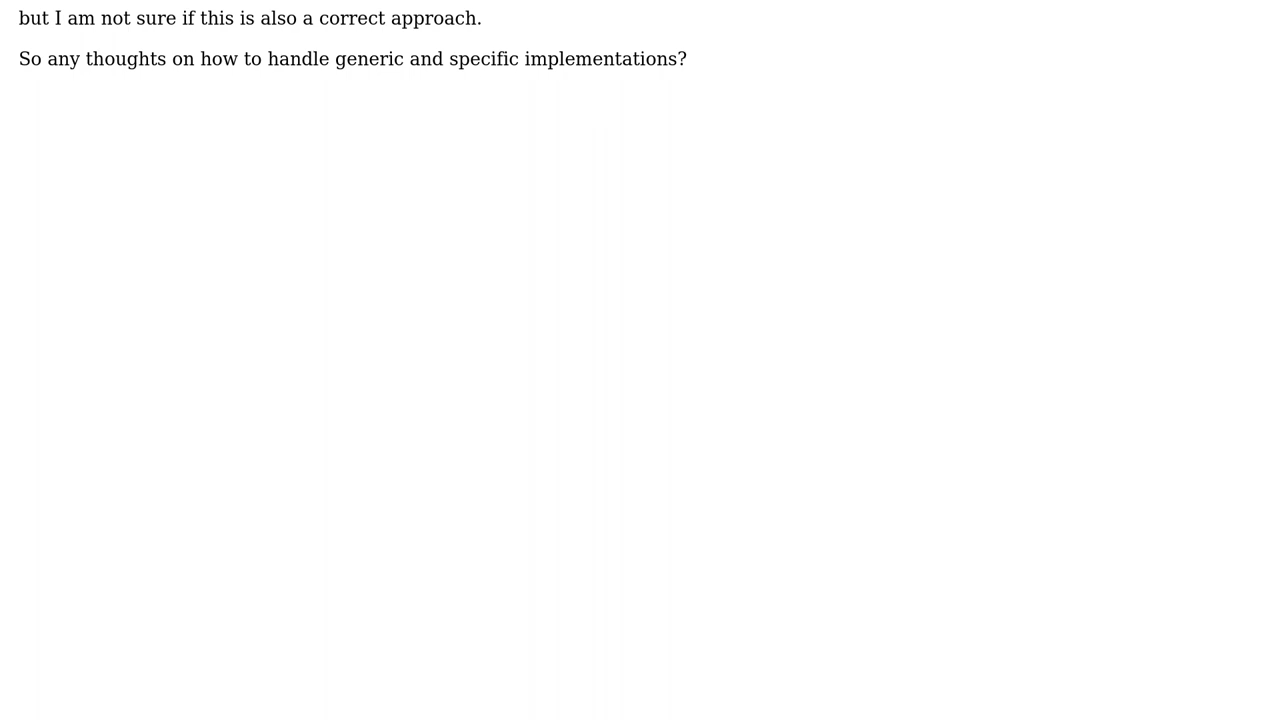 but I am not sure if this is also a correct approach.
So any thoughts on how to handle generic and specific implementations?